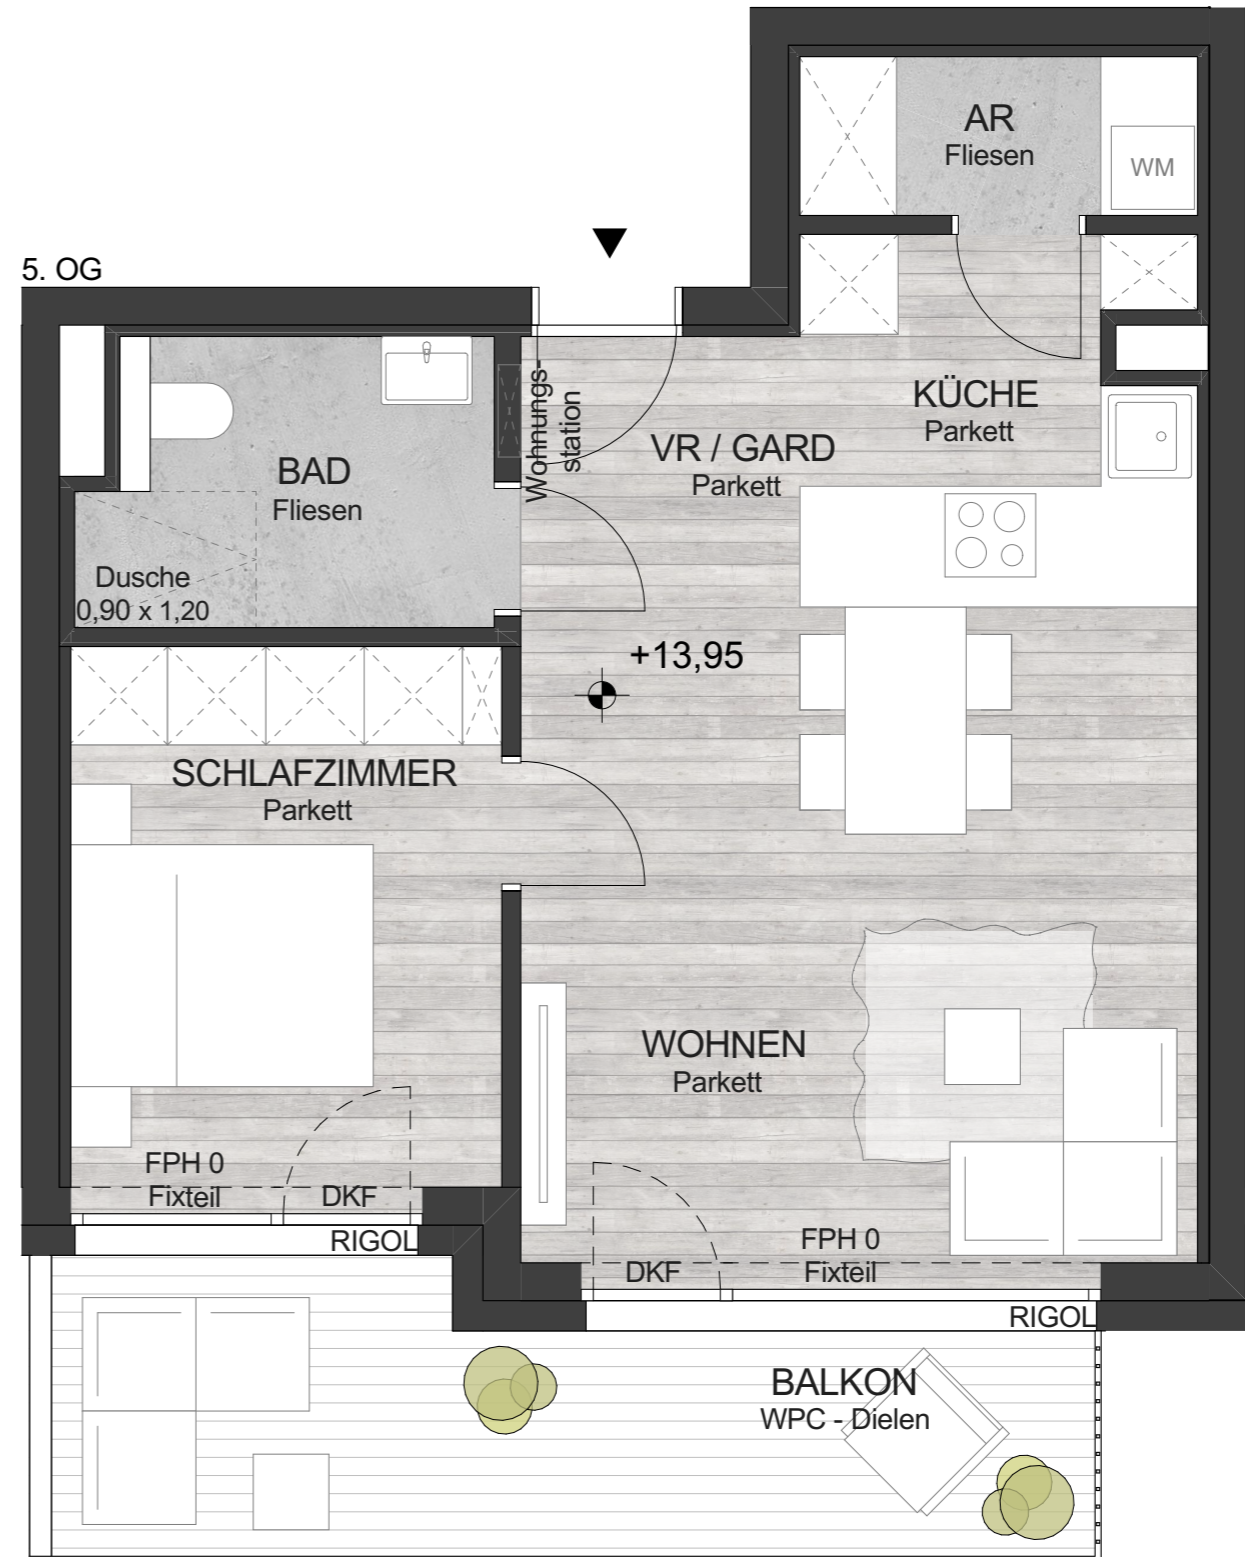 AR
Fliesen
WM
5. OG
Wohnungs-
station
KÜCHE
Parkett
VR / GARD
Parkett
BAD
Fliesen
Dusche
0,90 x 1,20
+13,95
SCHLAFZIMMER
Parkett
WOHNEN
Parkett
FPH 0
Fixteil
DKF
RIGOL
DKF
FPH 0
Fixteil
RIGOL
BALKON
WPC - Dielen